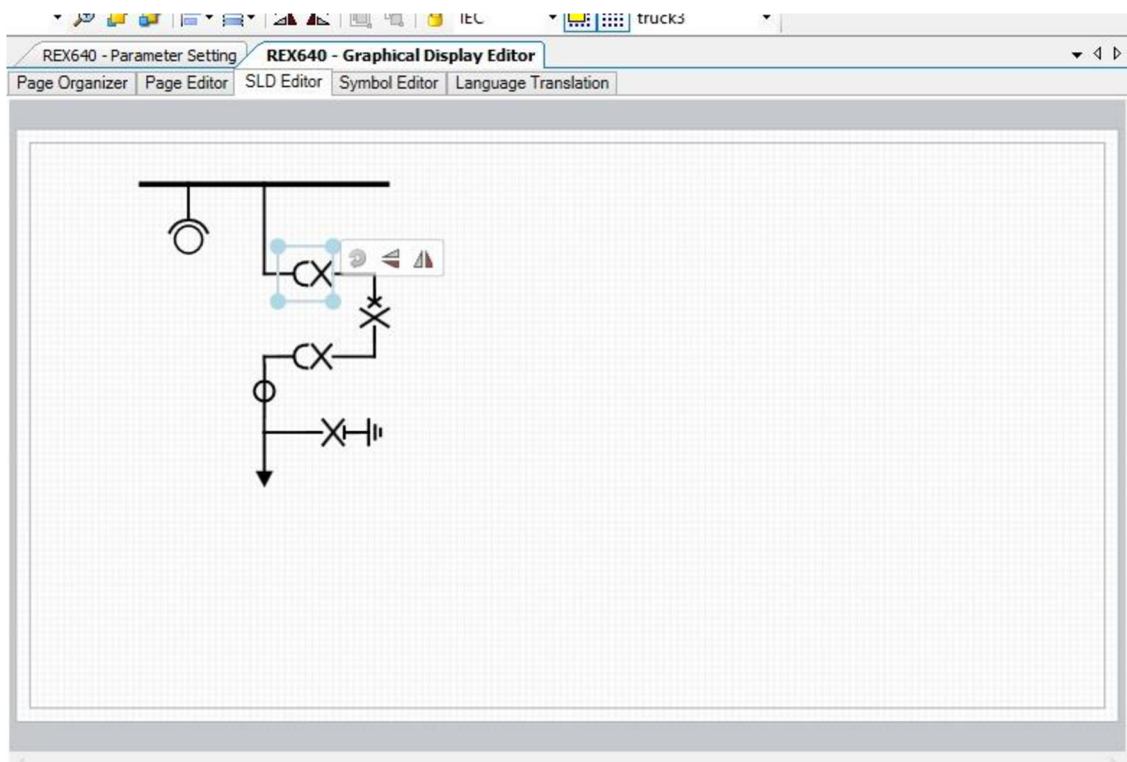 IEC truck3
REX640 - Parameter Setting REX640 - Graphical Display Editor
Page Organizer Page Editor SLD Editor Symbol Editor Language Translation